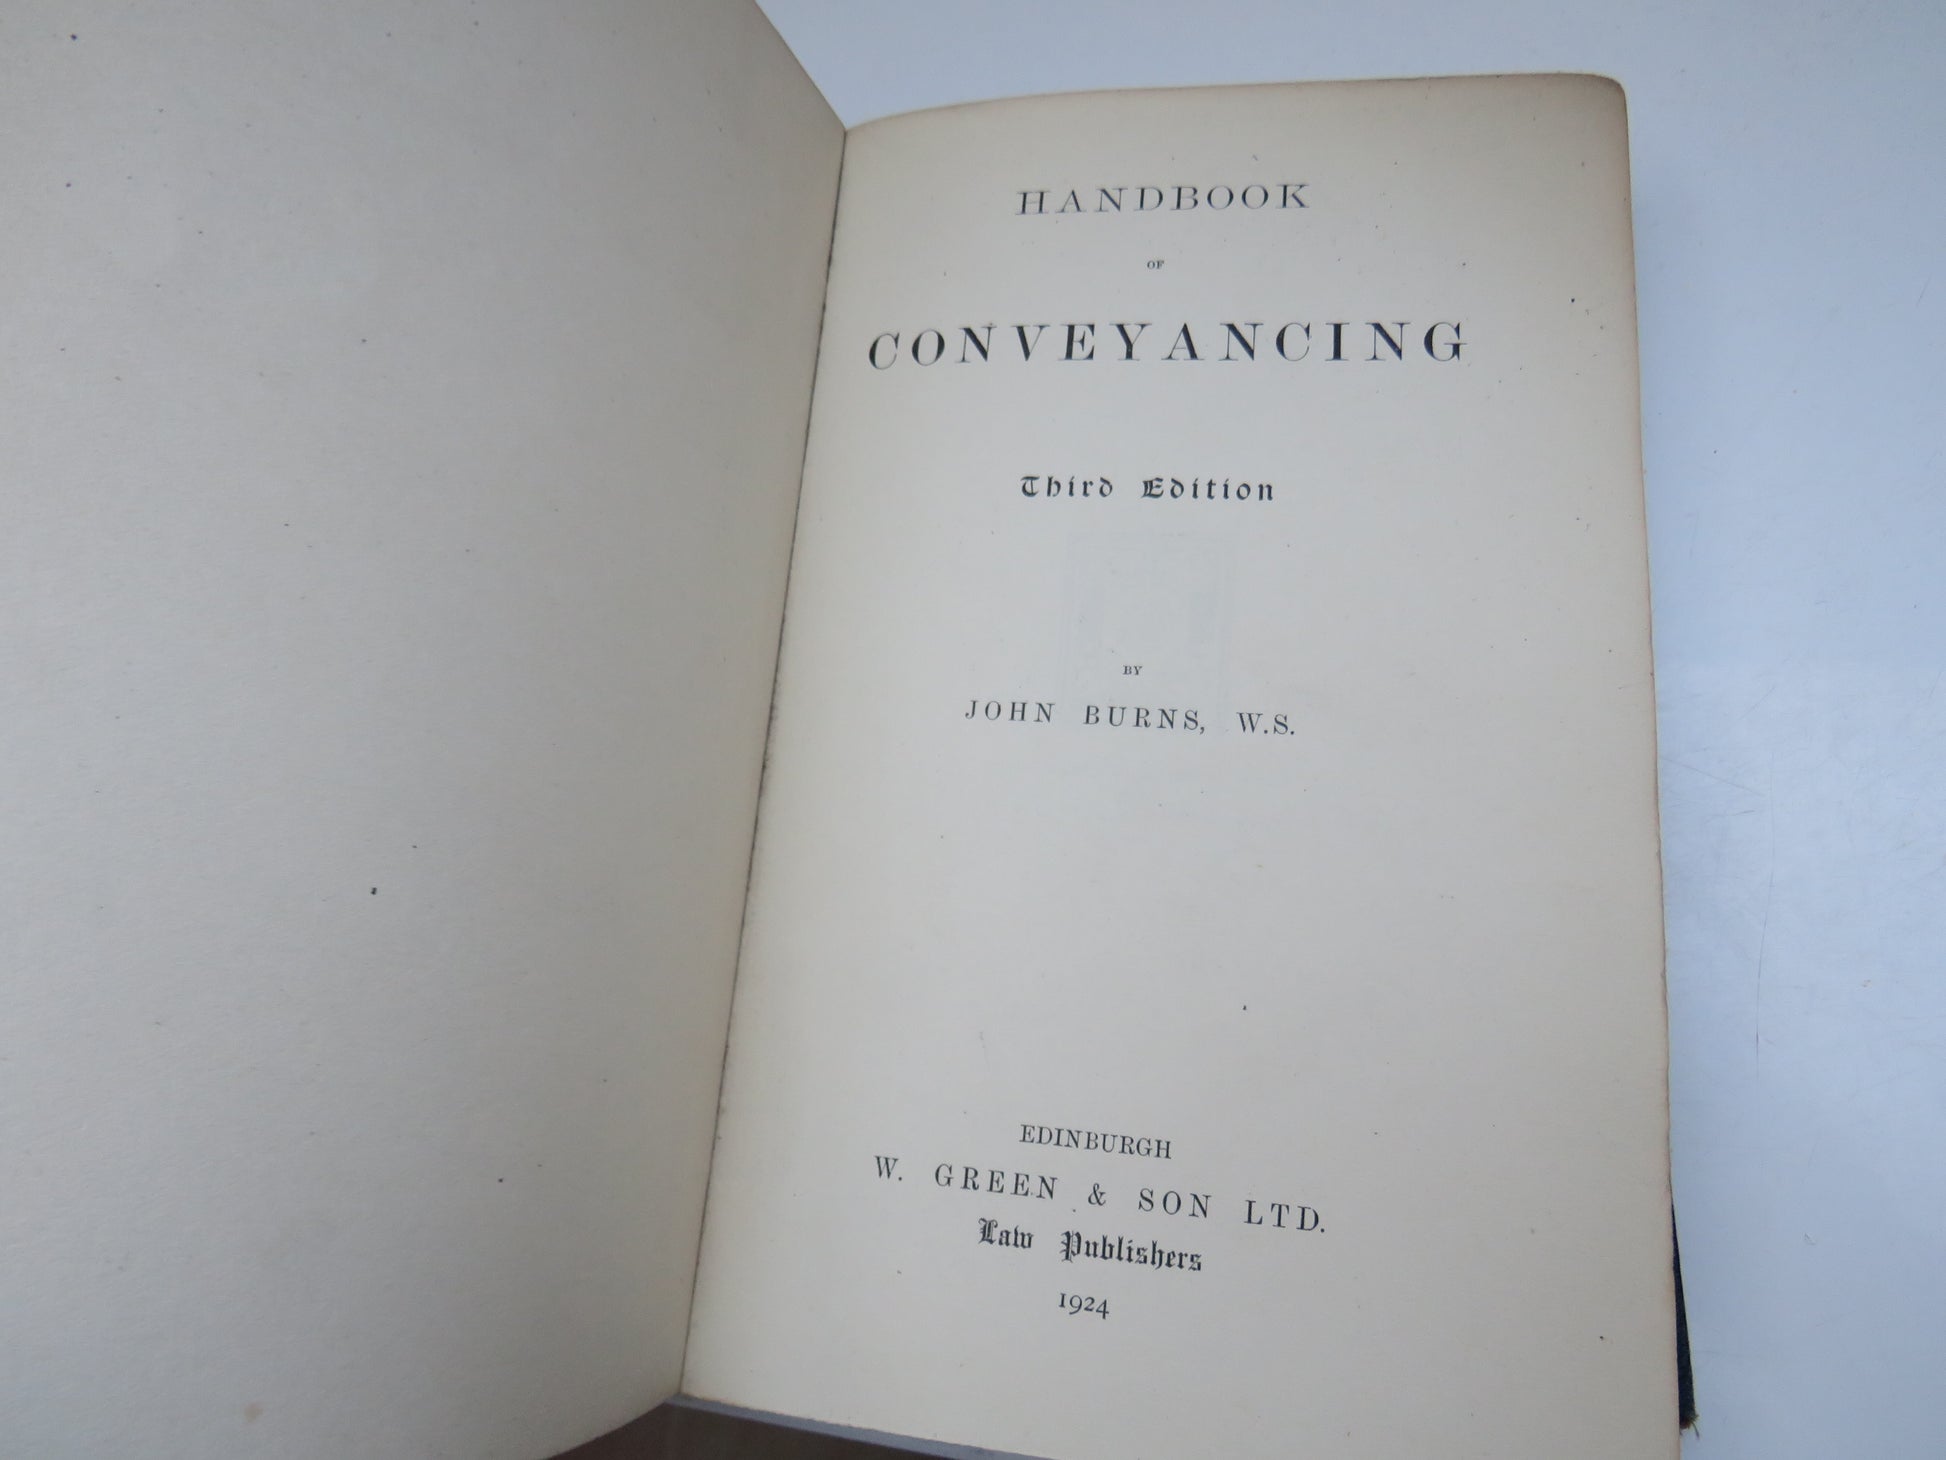 HANDBOOK
OF
CONVEYANCING
Third Edition
BY
JOHN BURNS, W.S.
EDINBURGH
W. GREEN & SON LTD.
Law Publishers
1924